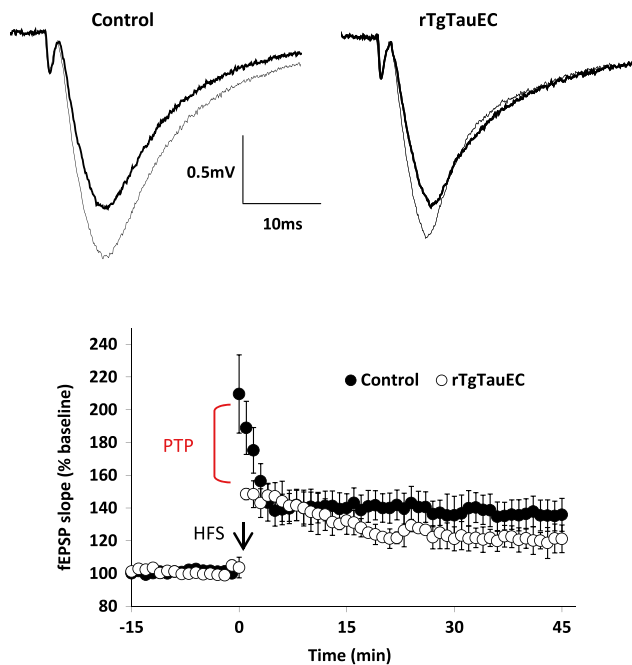 Control
rTgTauEC
0.5mV
10ms
240
220
200
180
160
140
120
100
80
fEPSP slope (% baseline)
Control
rTgTauEC
PTP
HFS
-15
0
15
30
45
Time (min)